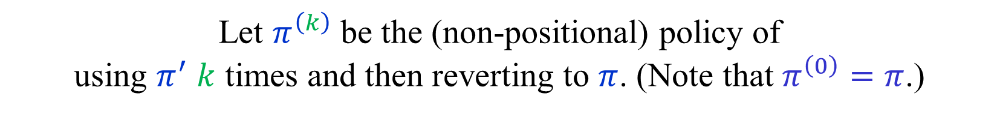 Let π⁽ᵏ⁾ be the (non-positional) policy of
using π′ k times and then reverting to π. (Note that π⁽⁰⁾ = π.)